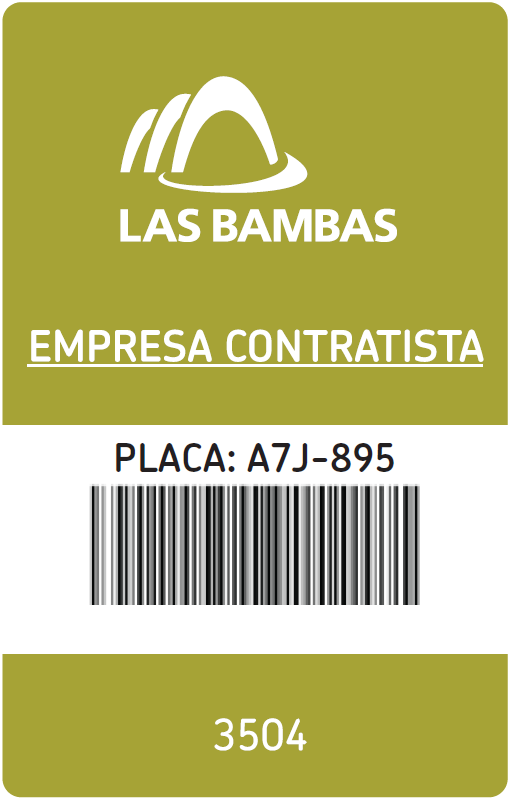 LAS BAMBAS
EMPRESA CONTRATISTA
PLACA: A7J-895
3504